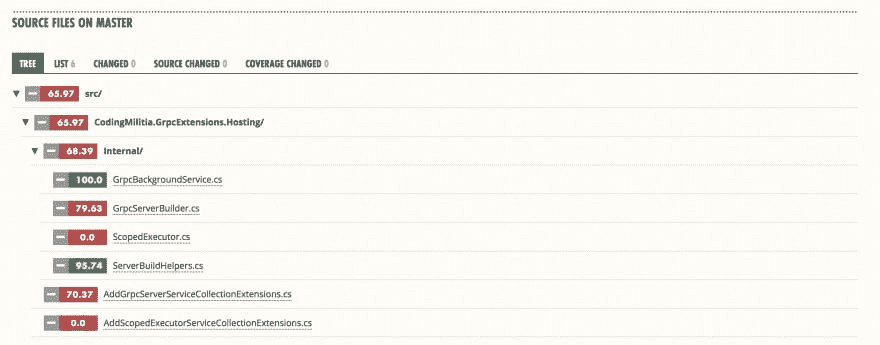 SOURCE FILES ON MASTER
TREE LIST 6 CHANGED 0 SOURCE CHANGED 0 COVERAGE CHANGED 0
65.97 src/
65.97 CodingMilitia.GrpcExtensions.Hosting/
68.39 Internal/
100.0 GrpcBackgroundService.cs
79.63 GrpcServerBuilder.cs
0.0 ScopedExecutor.cs
95.74 ServerBuildHelpers.cs
70.37 AddGrpcServerServiceCollectionExtensions.cs
0.0 AddScopedExecutorServiceCollectionExtensions.cs